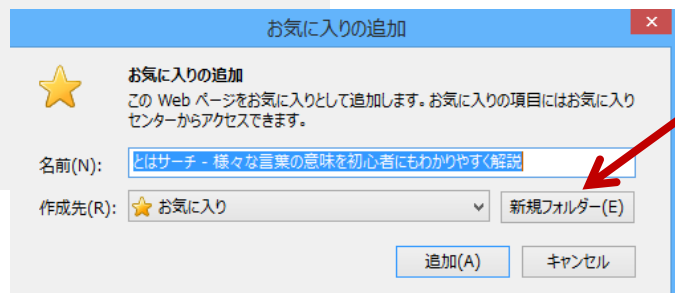 お気に入りの追加
お気に入りの追加
この Web ページをお気に入りとして追加します。お気に入りの項目にはお気に入り
センターからアクセスできます。
名前(N): とはサーチ - 様々な言葉の意味を初心者にもわかりやすく解説
作成先(R): お気に入り 新規フォルダー(E)
追加(A) キャンセル